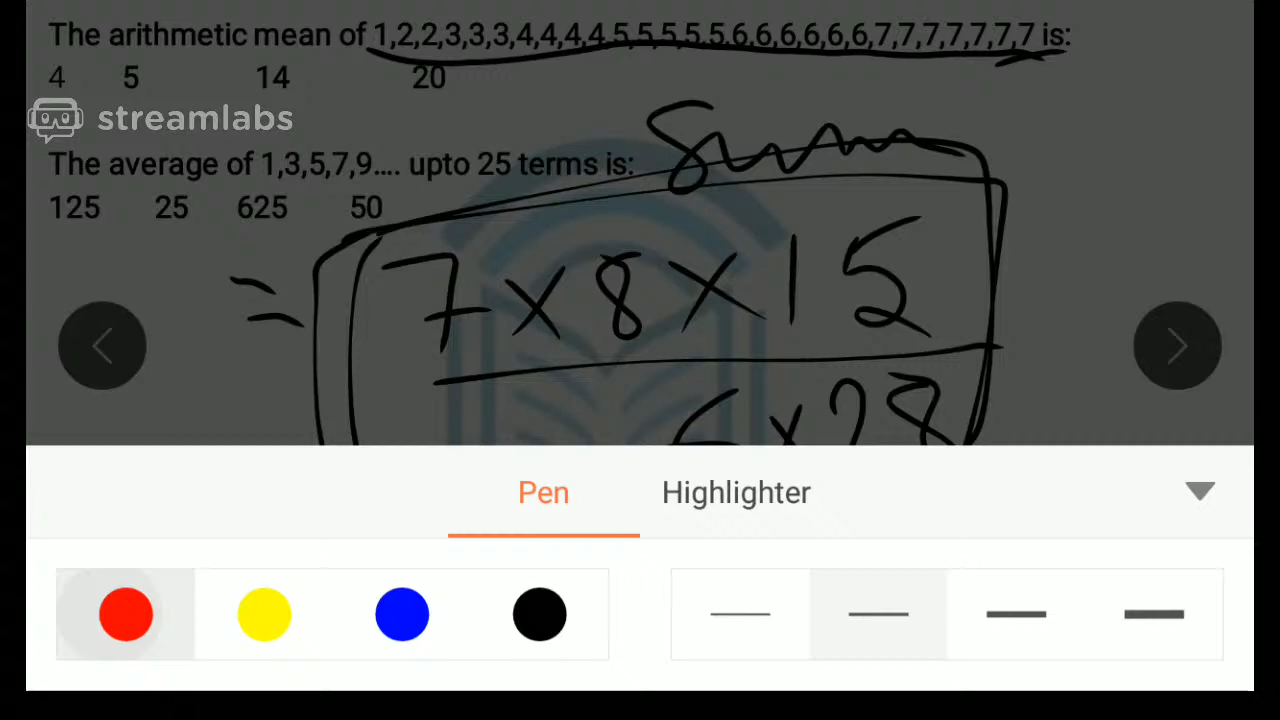 The arithmetic mean of 1,2,2,3,3,3,4,4,4,4,5,5,5,5,5,6,6,6,6,6,6,7,7,7,7,7,7,7 is:
4 5 14 20
streamlabs
Sum
The average of 1,3,5,7,9.... upto 25 terms is:
125 25 625 50
= 7 x 8 x 15
6 x 28
Pen Highlighter